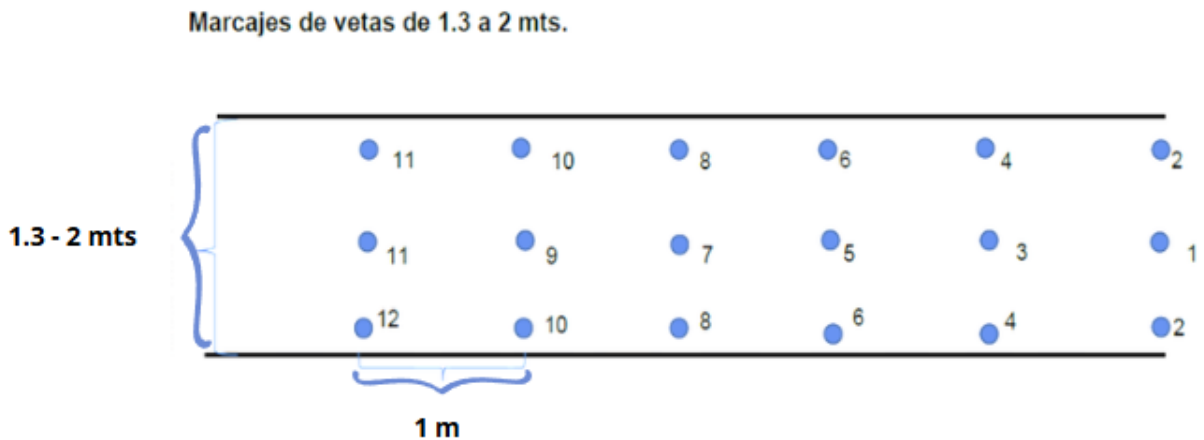 Marcajes de vetas de 1.3 a 2 mts.
11 10 8 6 4 2
1.3 - 2 mts
11 9 7 5 3 1
12 10 8 6 4 2
1 m